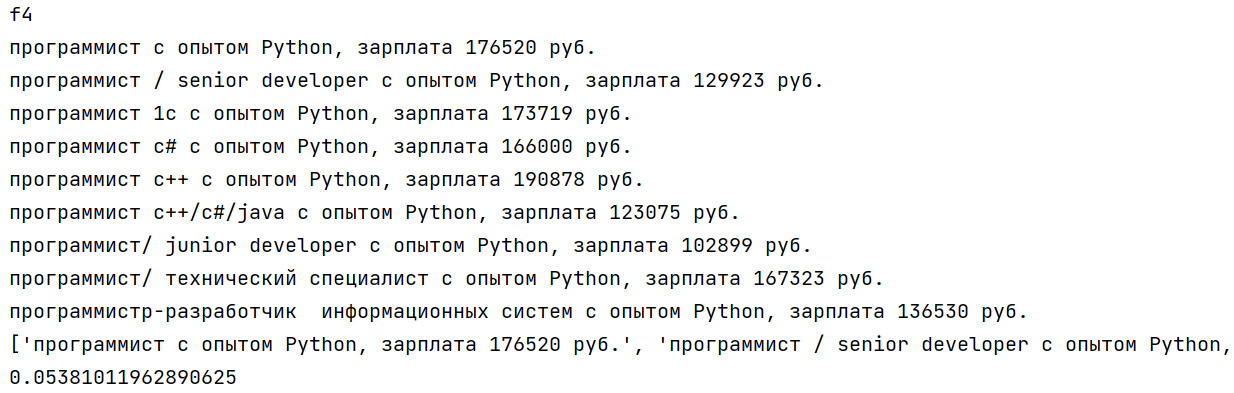 f4
программист с опытом Python, зарплата 176520 руб.
программист / senior developer с опытом Python, зарплата 129923 руб.
программист 1с с опытом Python, зарплата 173719 руб.
программист c# с опытом Python, зарплата 166000 руб.
программист c++ с опытом Python, зарплата 190878 руб.
программист c++/c#/java с опытом Python, зарплата 123075 руб.
программист/ junior developer с опытом Python, зарплата 102899 руб.
программист/ технический специалист с опытом Python, зарплата 167323 руб.
программистр-разработчик  информационных систем с опытом Python, зарплата 136530 руб.
['программист с опытом Python, зарплата 176520 руб.', 'программист / senior developer с опытом Python,
0.05381011962890625